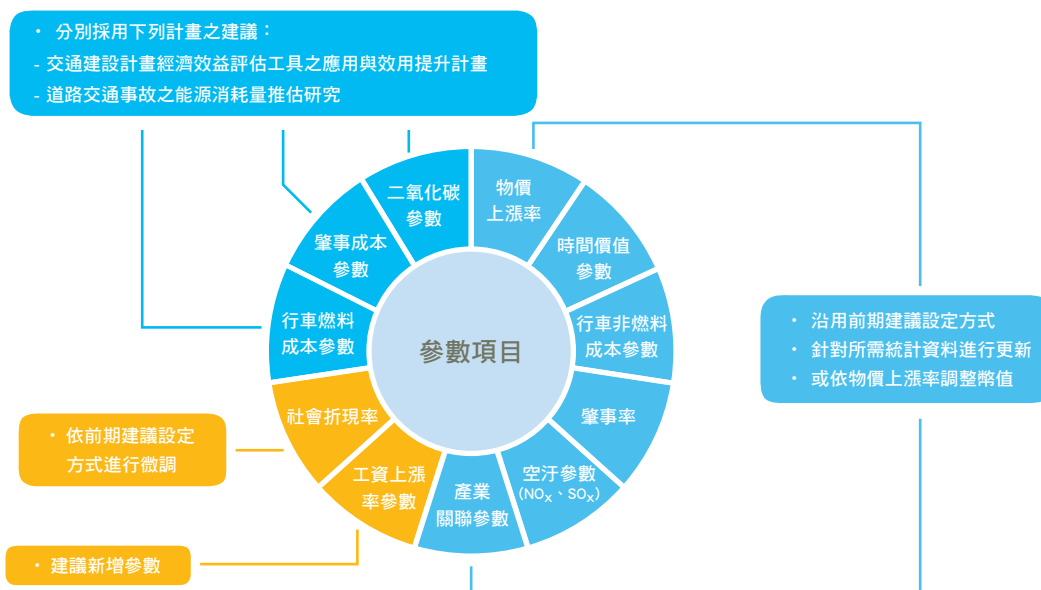 • 分別採用下列計畫之建議：
- 交通建設計畫經濟效益評估工具之應用與效用提升計畫
- 道路交通事故之能源消耗量推估研究
二氧化碳
參數
物價
上漲率
肇事成本
參數
時間價值
參數
行車燃料
成本參數
行車非燃料
成本參數
參數項目
• 沿用前期建議設定方式
• 針對所需統計資料進行更新
• 或依物價上漲率調整幣值
社會折現率
肇事率
• 依前期建議設定
方式進行微調
工資上漲
率參數
產業
關聯參數
空汙參數
(NOx、SOx)
• 建議新增參數